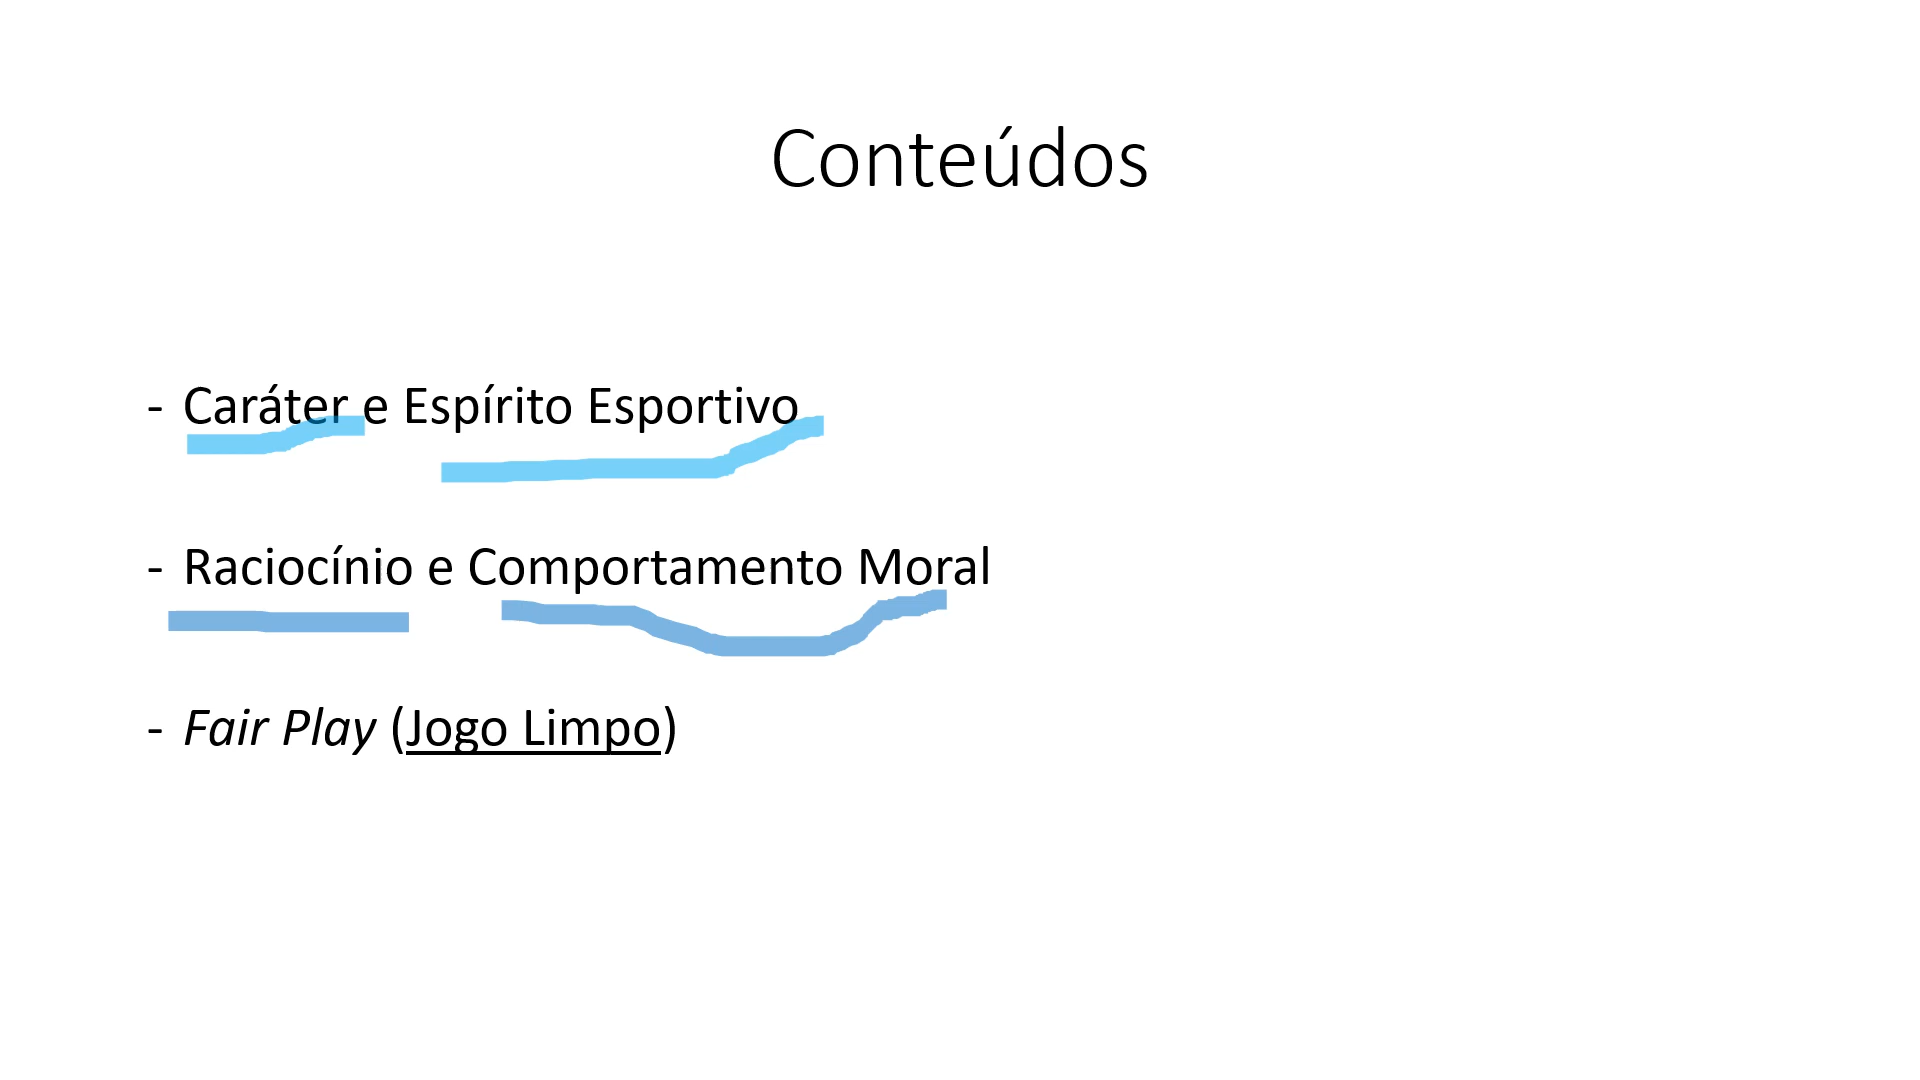 Conteúdos
- Caráter e Espírito Esportivo
- Raciocínio e Comportamento Moral
- Fair Play (Jogo Limpo)